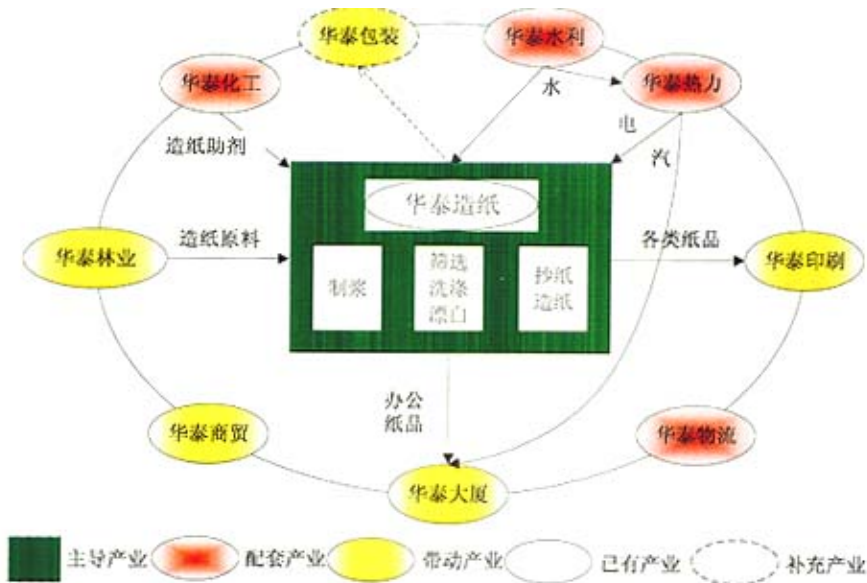 华泰包装
华泰水利
华泰化工
华泰热力
水
电
汽
造纸助剂
华泰造纸
华泰林业
造纸原料
制浆
筛选
洗涤
漂白
抄纸
造纸
各类纸品
华泰印刷
办公
纸品
华泰商贸
华泰物流
华泰大厦
主导产业
配套产业
带动产业
已有产业
补充产业